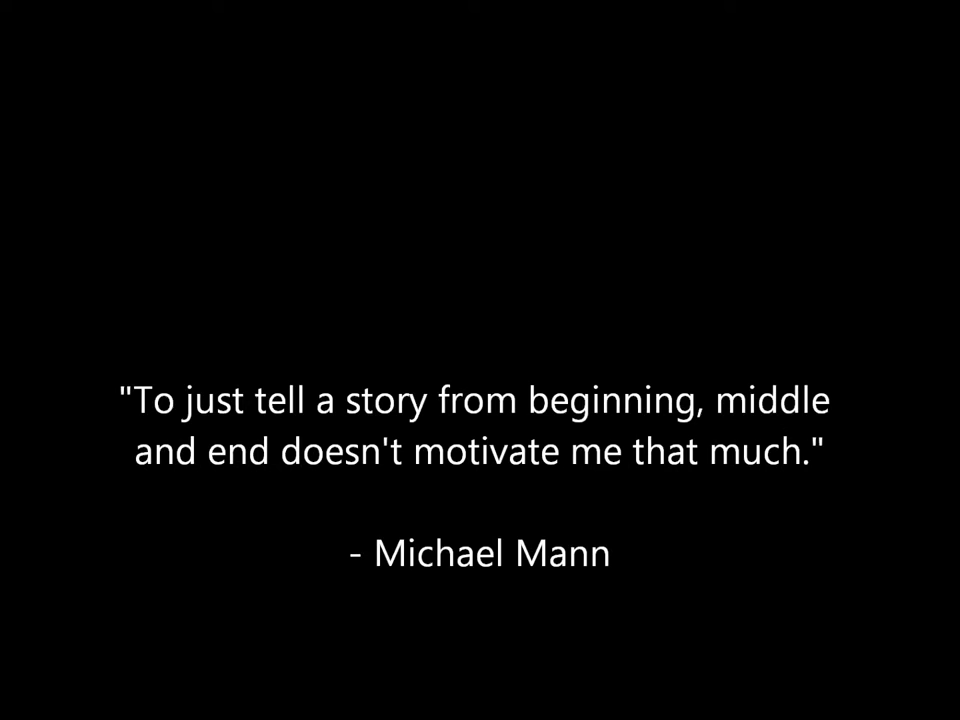 "To just tell a story from beginning, middle
and end doesn't motivate me that much."
- Michael Mann